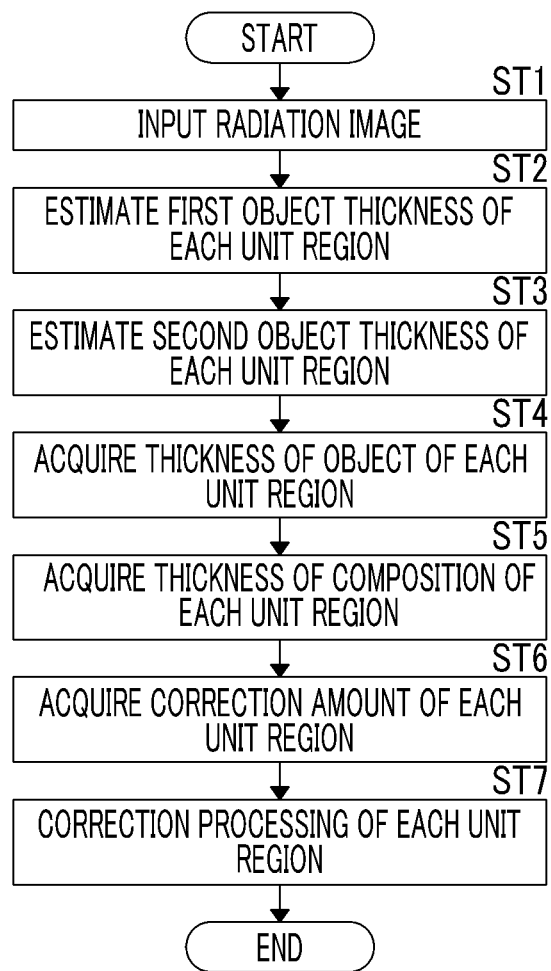 START
ST1
INPUT RADIATION IMAGE
ST2
ESTIMATE FIRST OBJECT THICKNESS OF
EACH UNIT REGION
ST3
ESTIMATE SECOND OBJECT THICKNESS OF
EACH UNIT REGION
ST4
ACQUIRE THICKNESS OF OBJECT OF EACH
UNIT REGION
ST5
ACQUIRE THICKNESS OF COMPOSITION OF
EACH UNIT REGION
ST6
ACQUIRE CORRECTION AMOUNT OF EACH
UNIT REGION
ST7
CORRECTION PROCESSING OF EACH UNIT
REGION
END